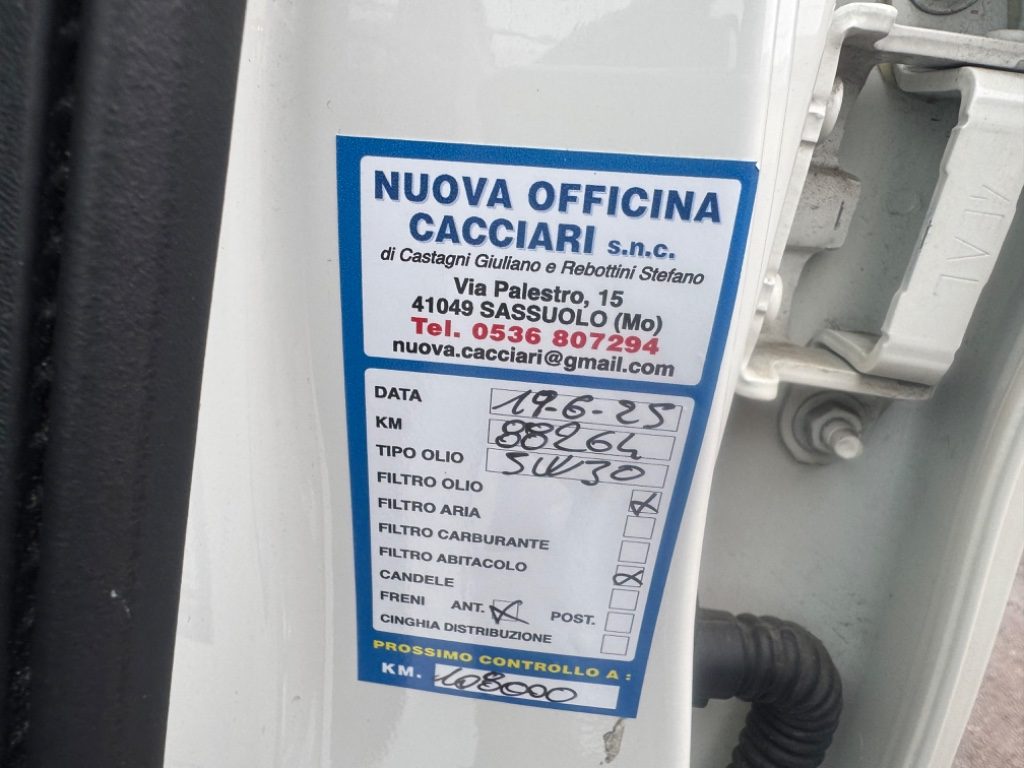 NUOVA OFFICINA
CACCIARI s.n.c.
di Castagni Giuliano e Rebottini Stefano
Via Palestro, 15
41049 SASSUOLO (Mo)
Tel. 0536 807294
nuova.cacciari@gmail.com
DATA 19-6-25
KM 88264
TIPO OLIO 5W30
FILTRO OLIO
FILTRO ARIA
FILTRO CARBURANTE
FILTRO ABITACOLO
CANDELE
FRENI ANT. POST.
CINGHIA DISTRIBUZIONE
PROSSIMO CONTROLLO A :
KM. 108000